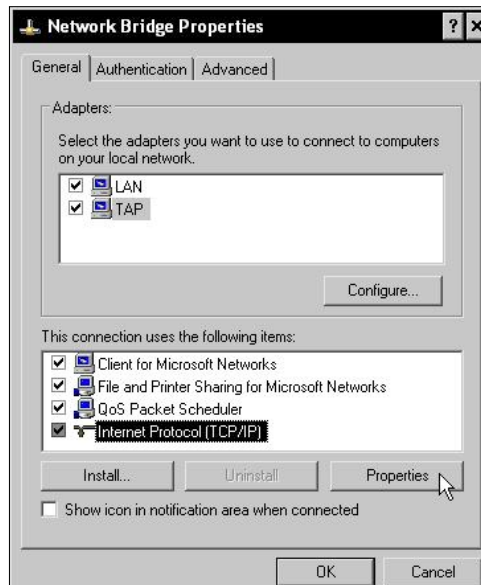 Network Bridge Properties
General Authentication Advanced
Adapters:
Select the adapters you want to use to connect to computers
on your local network.
LAN
TAP
Configure...
This connection uses the following items:
Client for Microsoft Networks
File and Printer Sharing for Microsoft Networks
QoS Packet Scheduler
Internet Protocol (TCP/IP)
Install... Uninstall Properties
Show icon in notification area when connected
OK Cancel